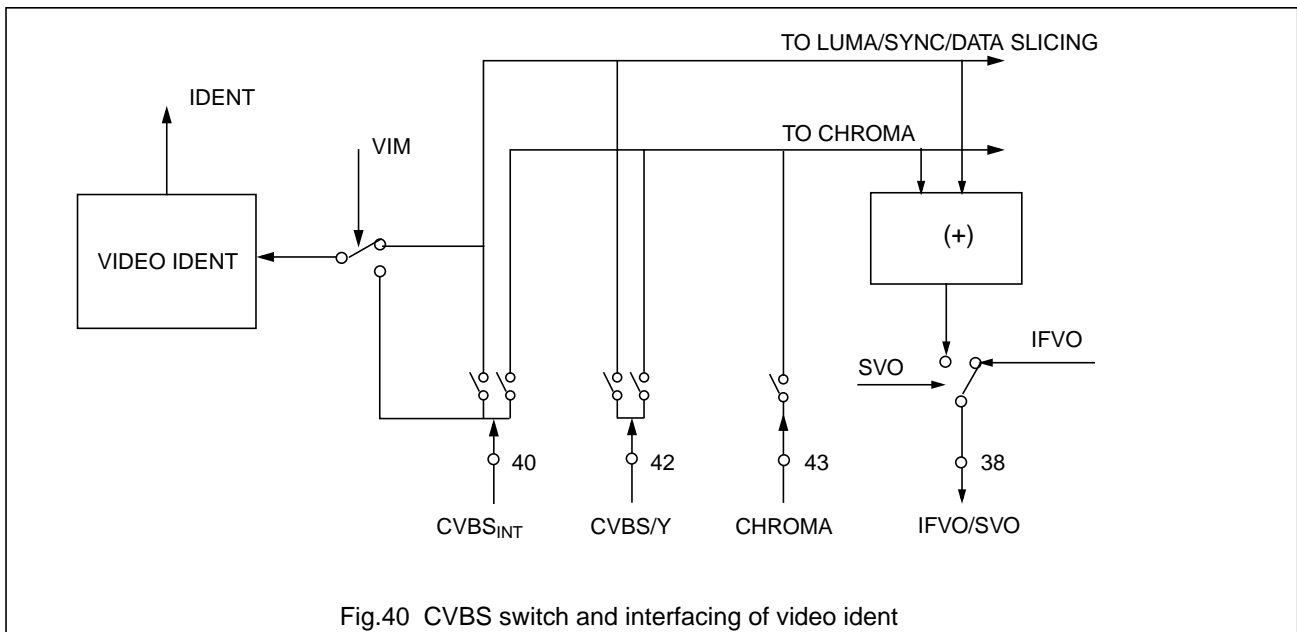 TO LUMA/SYNC/DATA SLICING
IDENT
TO CHROMA
VIM
(+)
VIDEO IDENT
IFVO
SVO
40
42
43
38
CVBSINT
CVBS/Y
CHROMA
IFVO/SVO
Fig.40 CVBS switch and interfacing of video ident